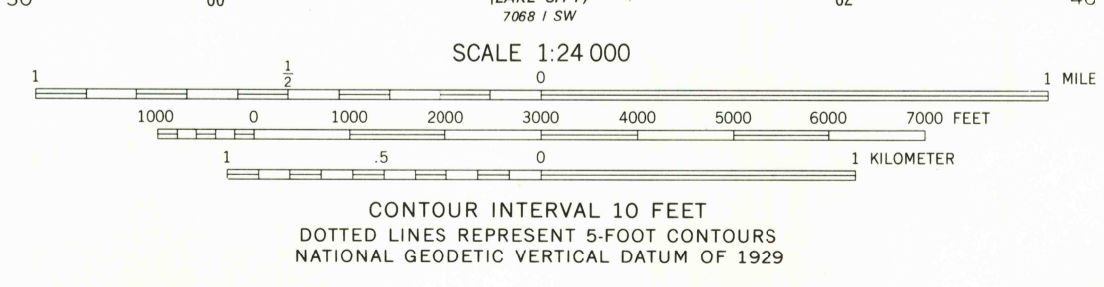 7068 I SW
SCALE 1:24 000
1 1/2 0 1 MILE
1000 0 1000 2000 3000 4000 5000 6000 7000 FEET
1 .5 0 1 KILOMETER
CONTOUR INTERVAL 10 FEET
DOTTED LINES REPRESENT 5-FOOT CONTOURS
NATIONAL GEODETIC VERTICAL DATUM OF 1929